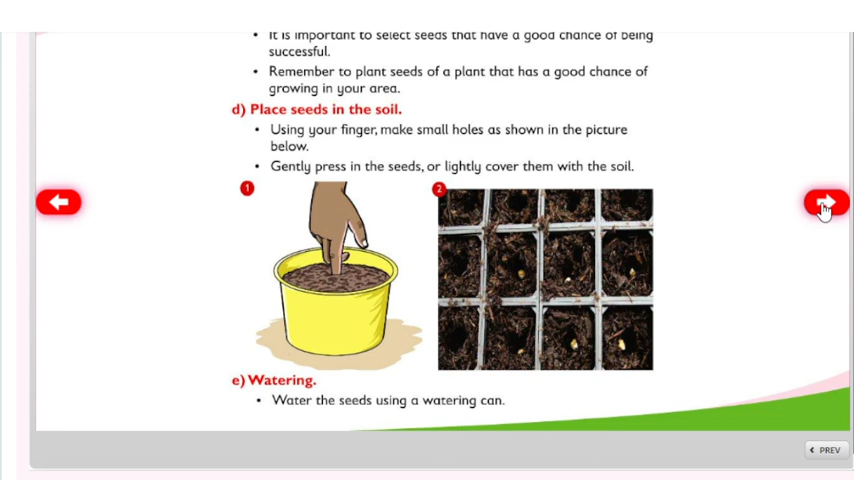 • It is important to select seeds that have a good chance of being
successful.
• Remember to plant seeds of a plant that has a good chance of
growing in your area.
d) Place seeds in the soil.
• Using your finger, make small holes as shown in the picture
below.
• Gently press in the seeds, or lightly cover them with the soil.
1
2
e) Watering.
• Water the seeds using a watering can.
PREV